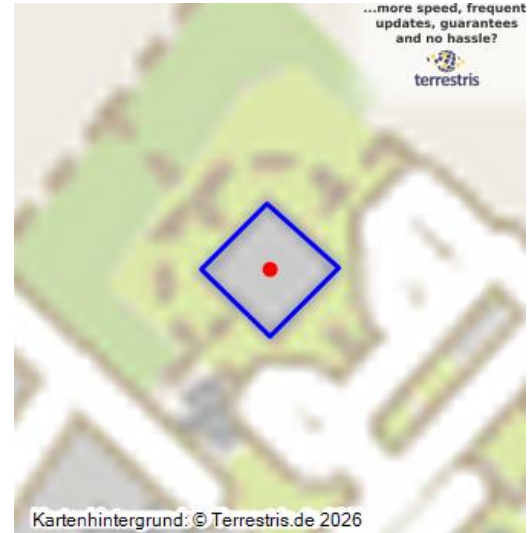 ...more speed, frequent
updates, guarantees
and no hassle?
terrestris
Kartenhintergrund: © Terrestris.de 2026